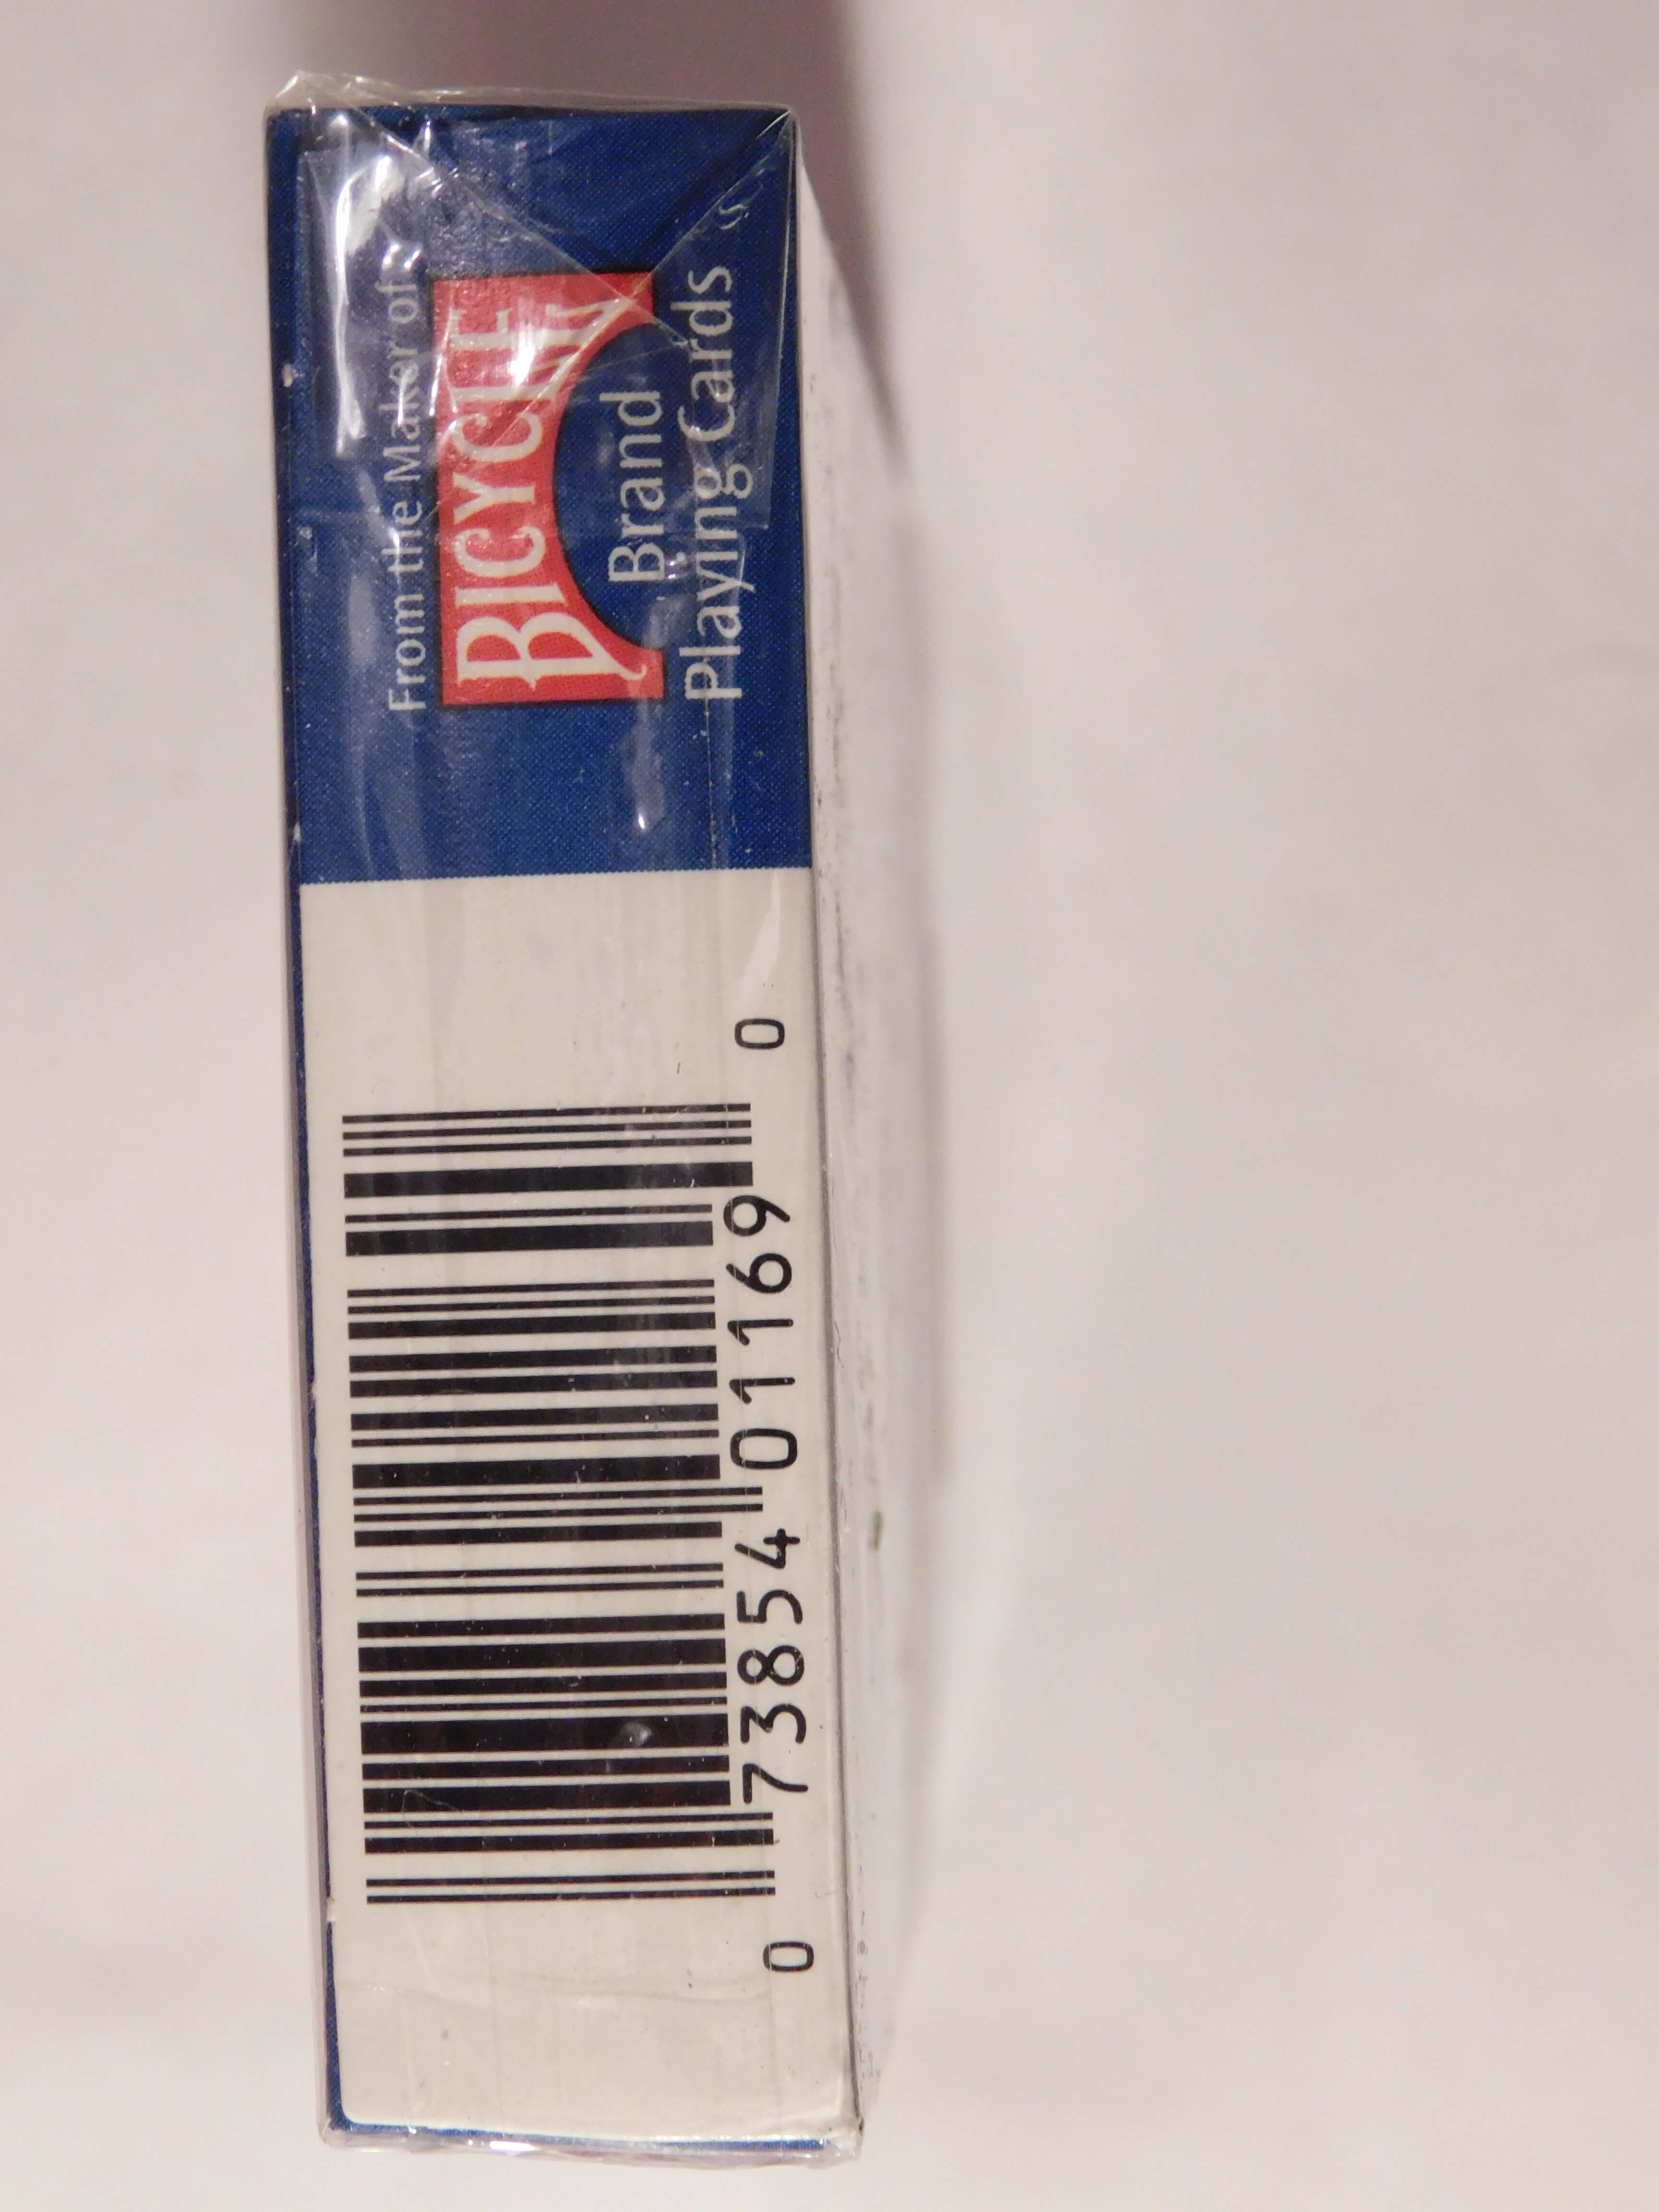 From the Maker of:
BICYCLE
Brand
Playing Cards
0 73854 01169 0